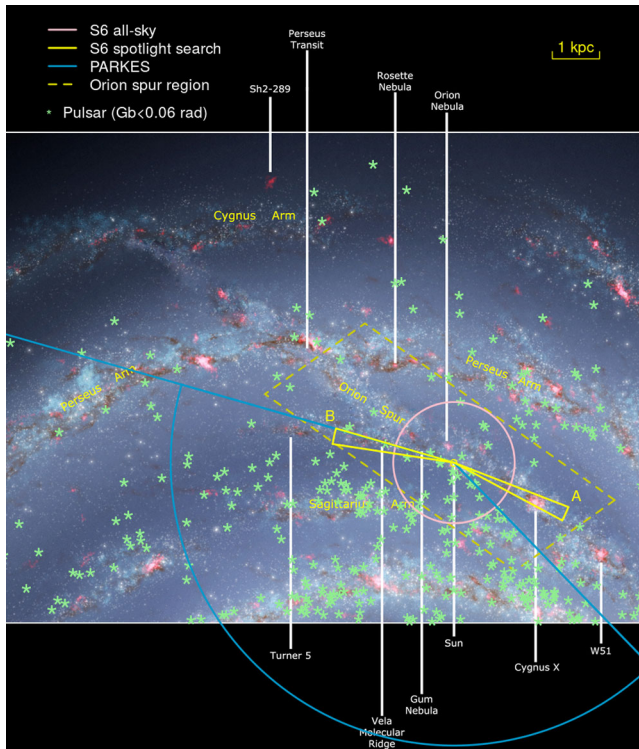 S6 all-sky
S6 spotlight search
PARKES
Orion spur region
* Pulsar (Gb<0.06 rad)
Perseus
Transit
Sh2-289
Rosette
Nebula
Orion
Nebula
1 kpc
Cygnus Arm
Perseus Arm
Perseus Arm
Orion Spur
B
A
Sagittarius Arm
Turner 5
Vela
Molecular
Ridge
Gum
Nebula
Sun
Cygnus X
W51